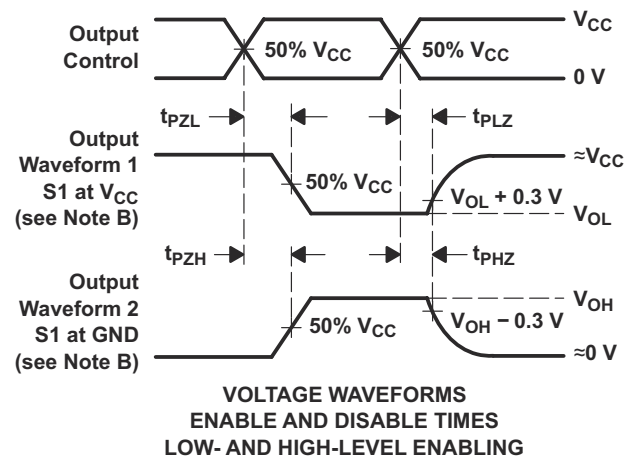 Output
Control
50% VCC
50% VCC
VCC
0 V
tPZL
tPLZ
Output
Waveform 1
S1 at VCC
(see Note B)
50% VCC
≈VCC
VOL + 0.3 V
VOL
tPZH
tPHZ
Output
Waveform 2
S1 at GND
(see Note B)
50% VCC
VOH
VOH − 0.3 V
≈0 V
VOLTAGE WAVEFORMS
ENABLE AND DISABLE TIMES
LOW- AND HIGH-LEVEL ENABLING